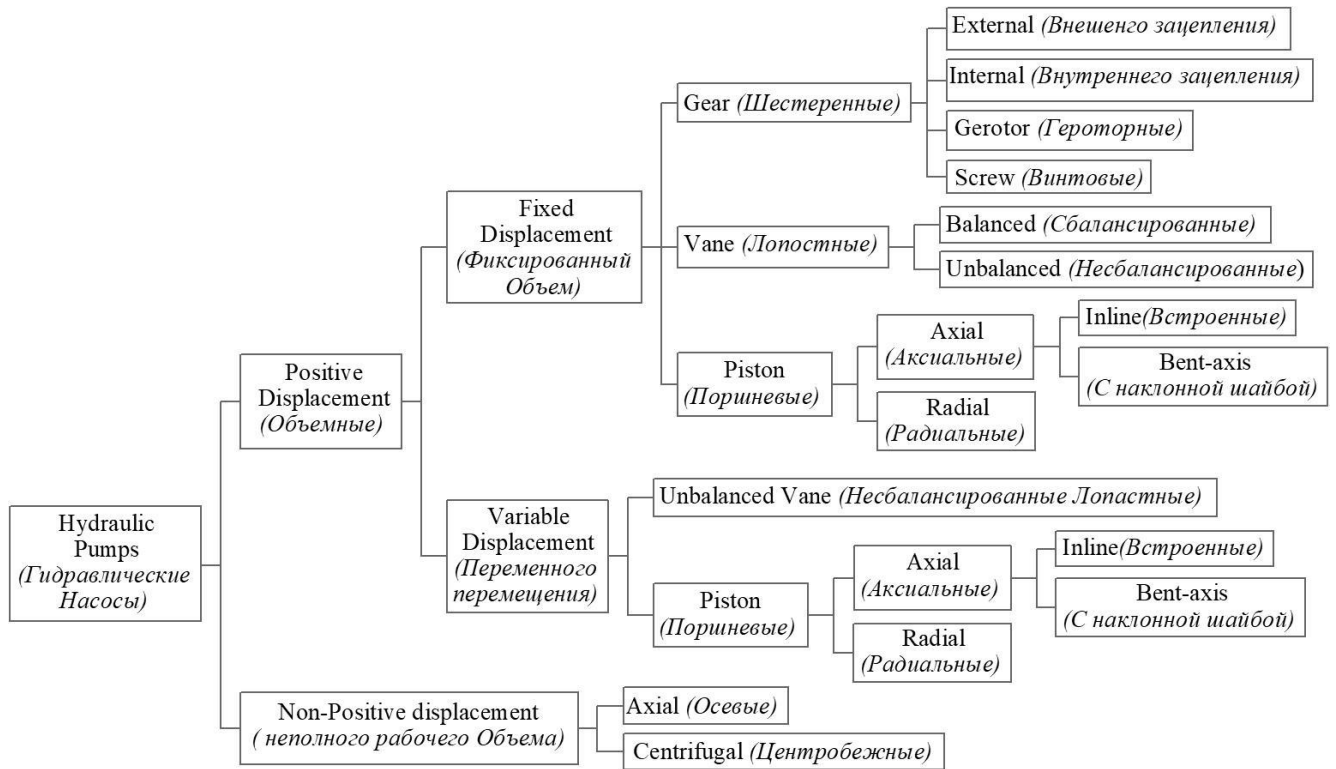 External (Внешенго зацепления)
Internal (Внутреннего зацепления)
Gear (Шестеренные)
Gerotor (Героторные)
Screw (Винтовые)
Fixed
Displacement
(Фиксированный
Объем)
Vane (Лопостные)
Balanced (Сбалансированные)
Unbalanced (Несбалансированные)
Piston
(Поршневые)
Axial
(Аксиальные)
Inline(Встроенные)
Bent-axis
(С наклонной шайбой)
Radial
(Радиальные)
Positive
Displacement
(Объемные)
Hydraulic
Pumps
(Гидравлические
Насосы)
Variable
Displacement
(Переменного
перемещения)
Unbalanced Vane (Несбалансированные Лопастные)
Piston
(Поршневые)
Axial
(Аксиальные)
Inline(Встроенные)
Bent-axis
(С наклонной шайбой)
Radial
(Радиальные)
Non-Positive displacement
( неполного рабочего Объема)
Axial (Осевые)
Centrifugal (Центробежные)